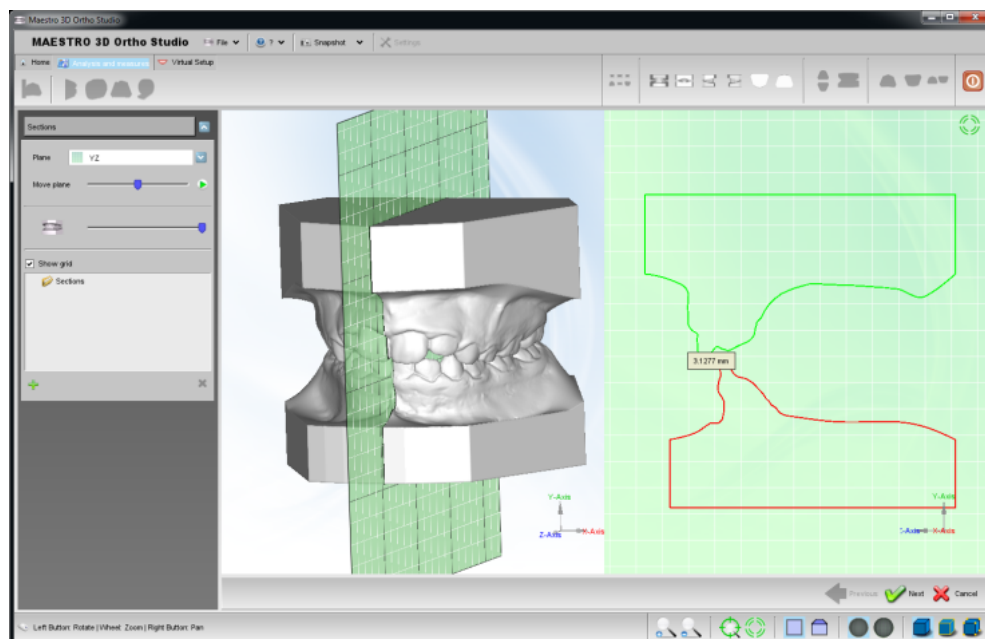 Maestro 3D Ortho Studio
MAESTRO 3D Ortho Studio File ? Snapshot Settings
Home Analysis and measures Virtual Setup
Sections
Plane YZ
Move plane
Show grid
Sections
3.1277 mm
Y-Axis
Z-Axis X-Axis
Y-Axis
X-Axis
Previous Next Cancel
Left Button: Rotate | Wheel: Zoom | Right Button: Pan